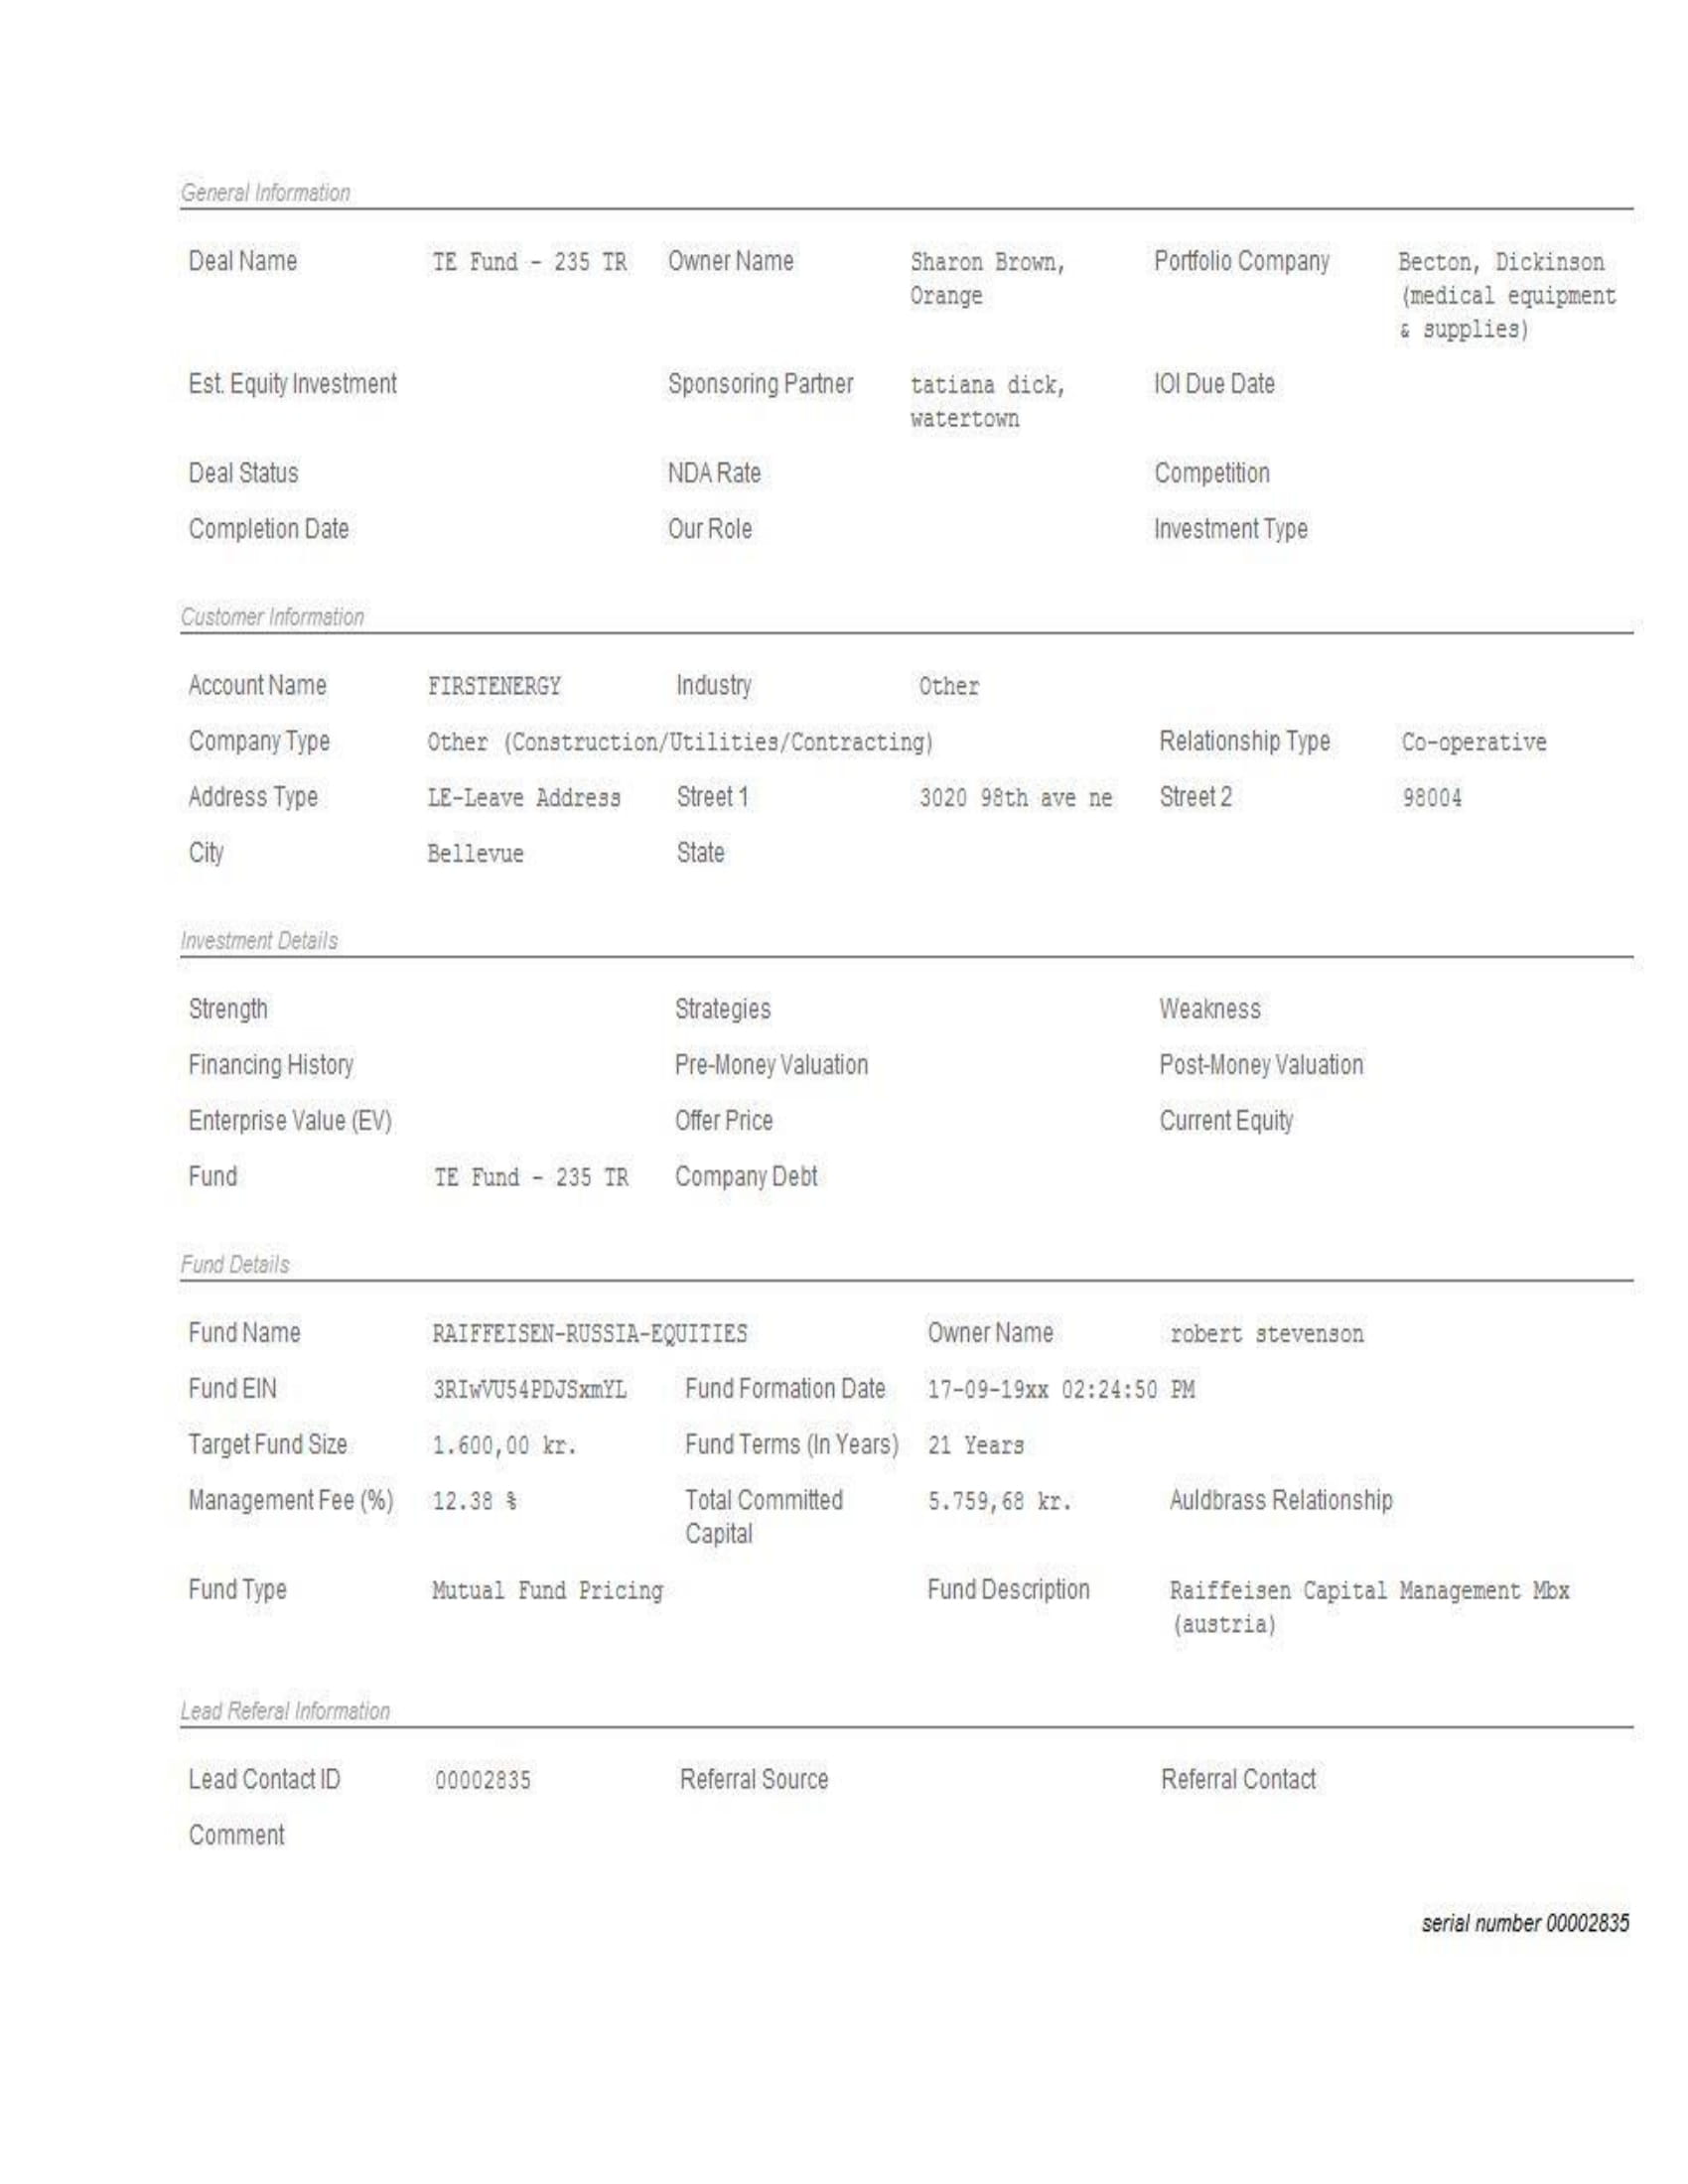 General Information
Deal Name TE Fund - 235 TR Owner Name Sharon Brown, Portfolio Company Becton, Dickinson
Orange (medical equipment
& supplies)
Est. Equity Investment Sponsoring Partner tatiana dick, IOI Due Date
watertown
Deal Status NDA Rate Competition
Completion Date Our Role Investment Type
Customer Information
Account Name FIRSTENERGY Industry Other
Company Type Other (Construction/Utilities/Contracting) Relationship Type Co-operative
Address Type LE-Leave Address Street 1 3020 98th ave ne Street 2 98004
City Bellevue State
Investment Details
Strength Strategies Weakness
Financing History Pre-Money Valuation Post-Money Valuation
Enterprise Value (EV) Offer Price Current Equity
Fund TE Fund - 235 TR Company Debt
Fund Details
Fund Name RAIFFEISEN-RUSSIA-EQUITIES Owner Name robert stevenson
Fund EIN 3RIwVU54PDJSxmYL Fund Formation Date 17-09-19xx 02:24:50 PM
Target Fund Size 1.600,00 kr. Fund Terms (In Years) 21 Years
Management Fee (%) 12.38 % Total Committed 5.759,68 kr. Auldbrass Relationship
Capital
Fund Type Mutual Fund Pricing Fund Description Raiffeisen Capital Management Mbx
(austria)
Lead Referal Information
Lead Contact ID 00002835 Referral Source Referral Contact
Comment
serial number 00002835